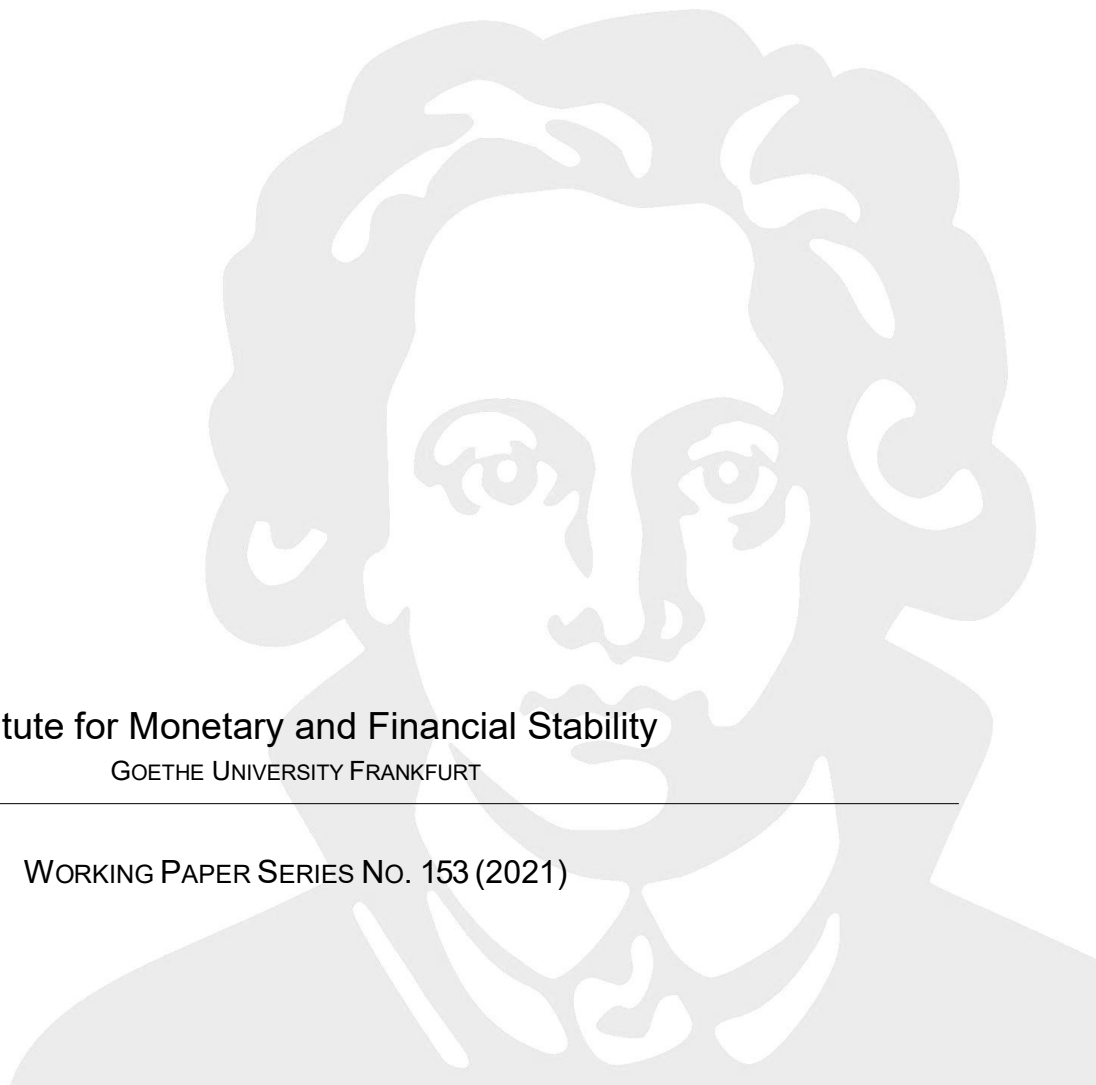 tute for Monetary and Financial Stability
GOETHE UNIVERSITY FRANKFURT
WORKING PAPER SERIES NO. 153 (2021)